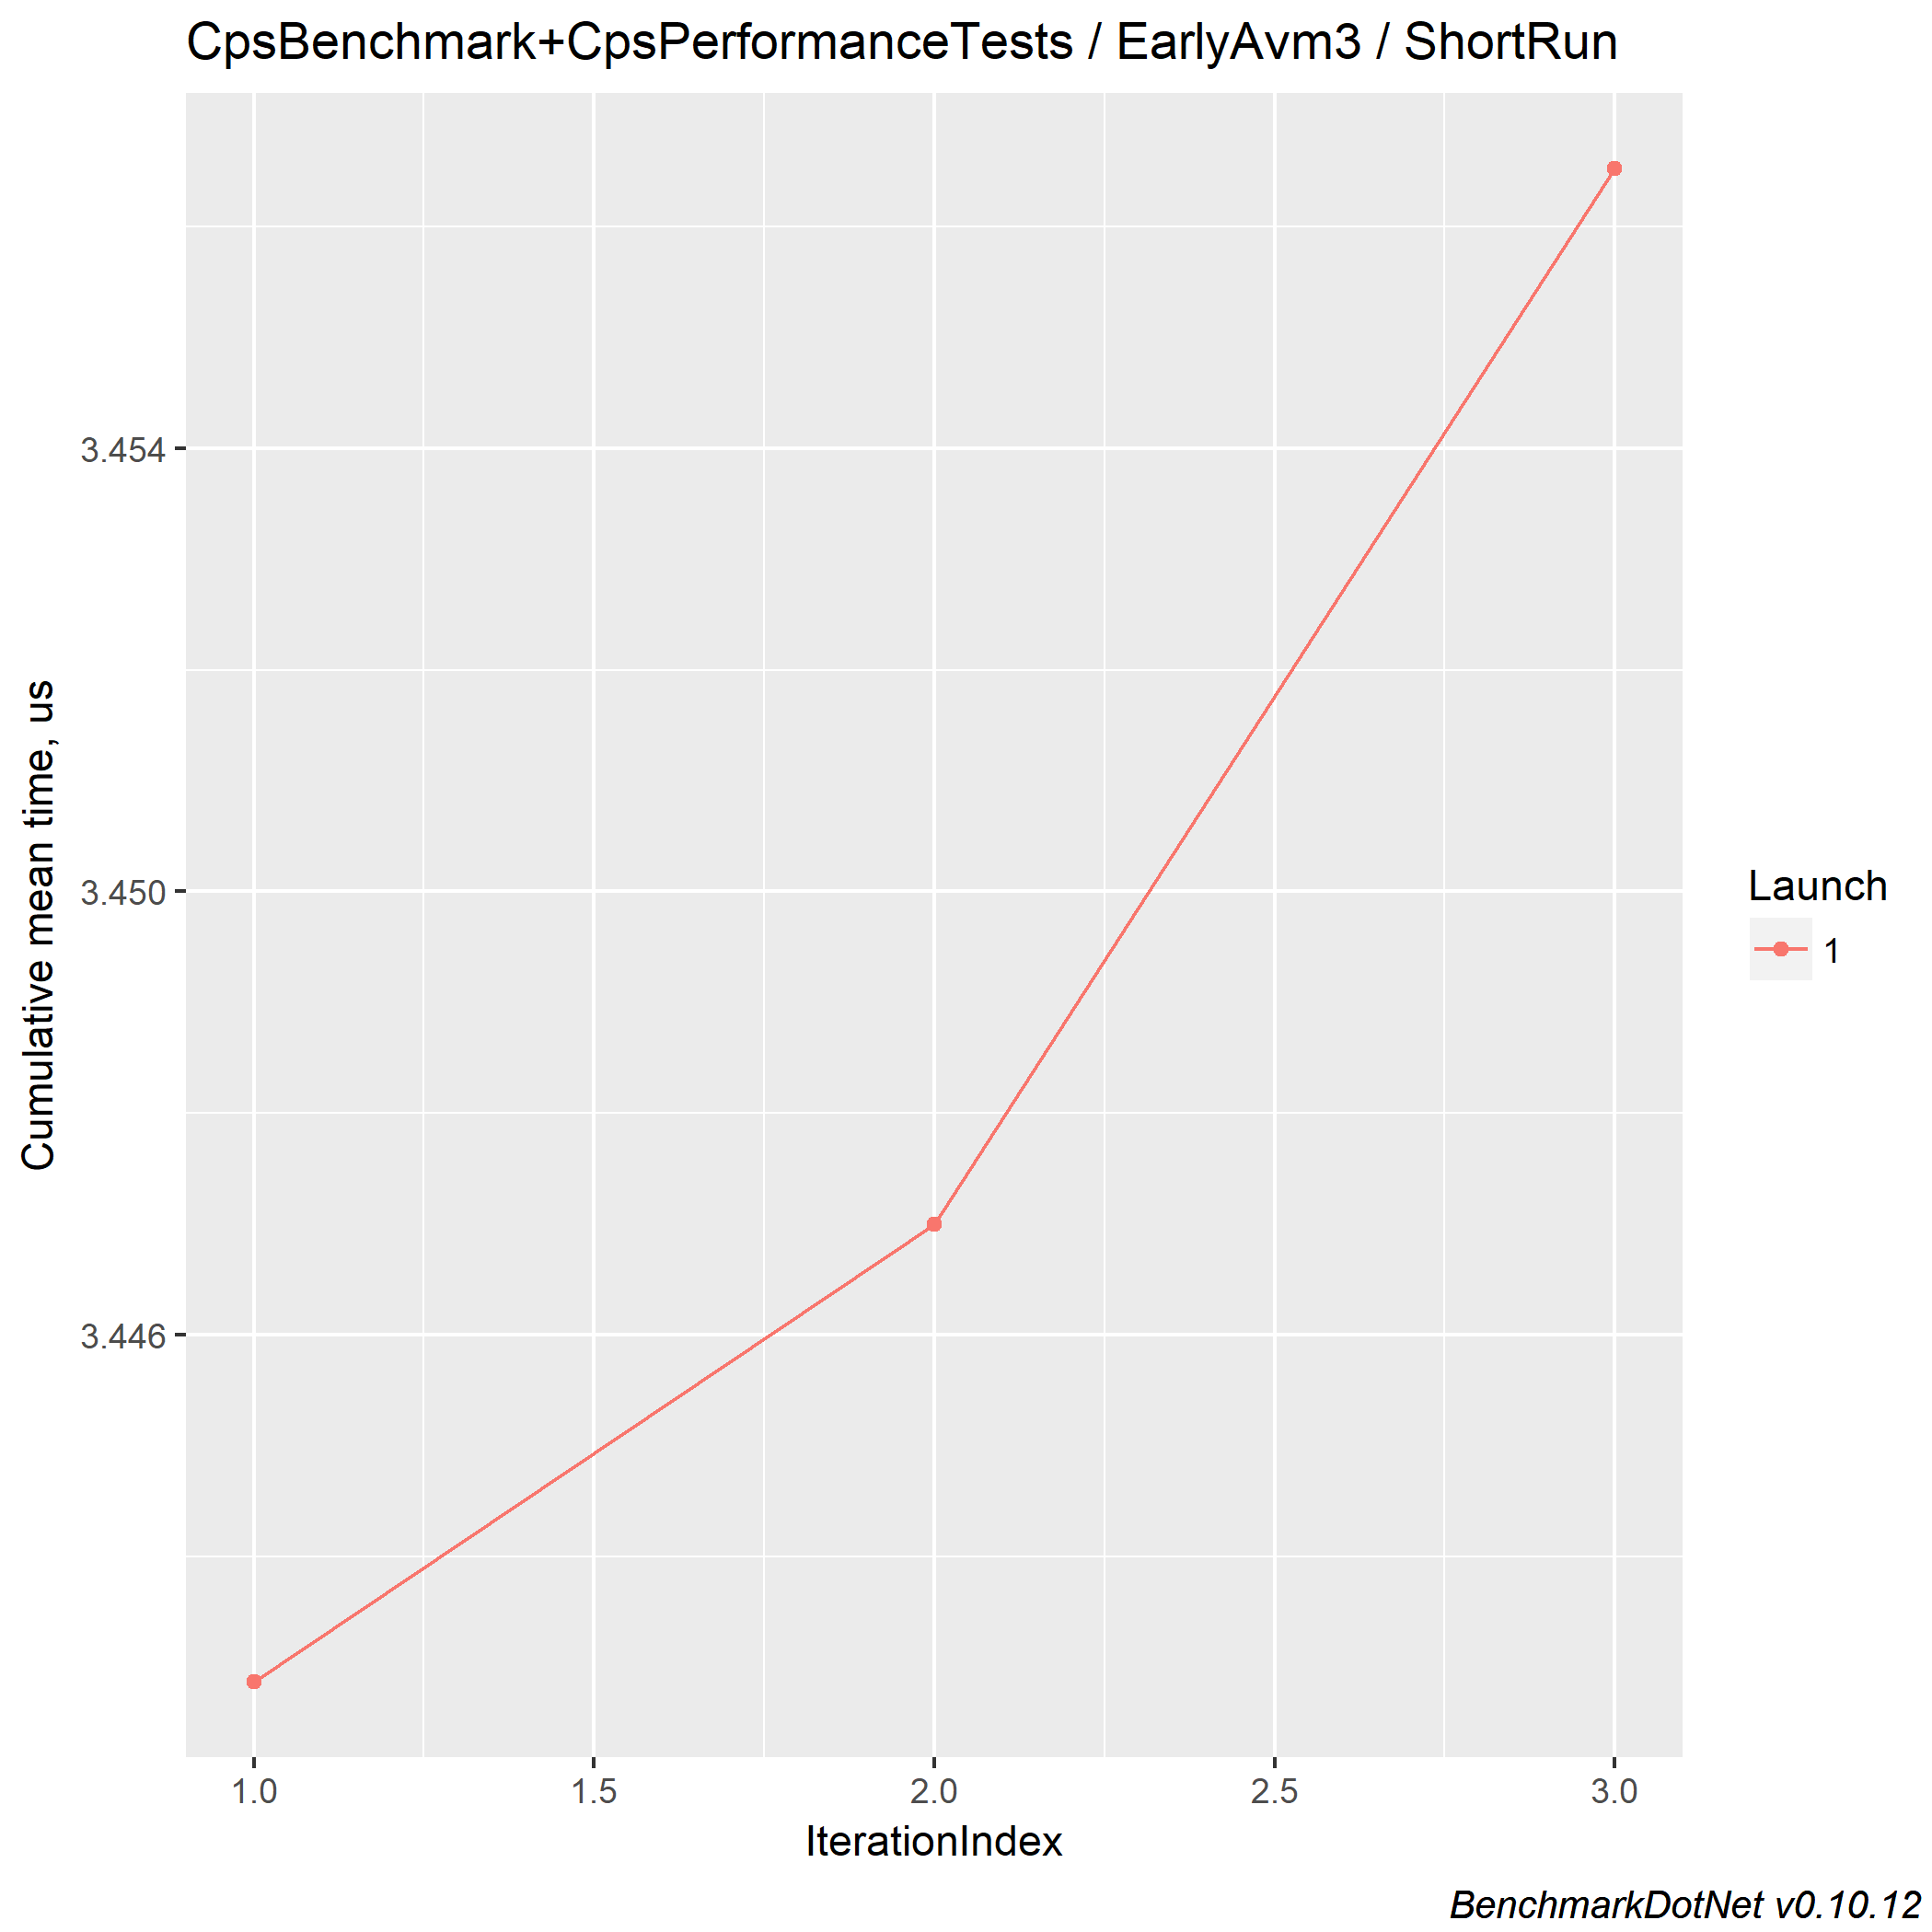 CpsBenchmark+CpsPerformanceTests / EarlyAvm3 / ShortRun
Cumulative mean time, us
3.454
3.450
3.446
1.0 1.5 2.0 2.5 3.0
IterationIndex
Launch
1
BenchmarkDotNet v0.10.12